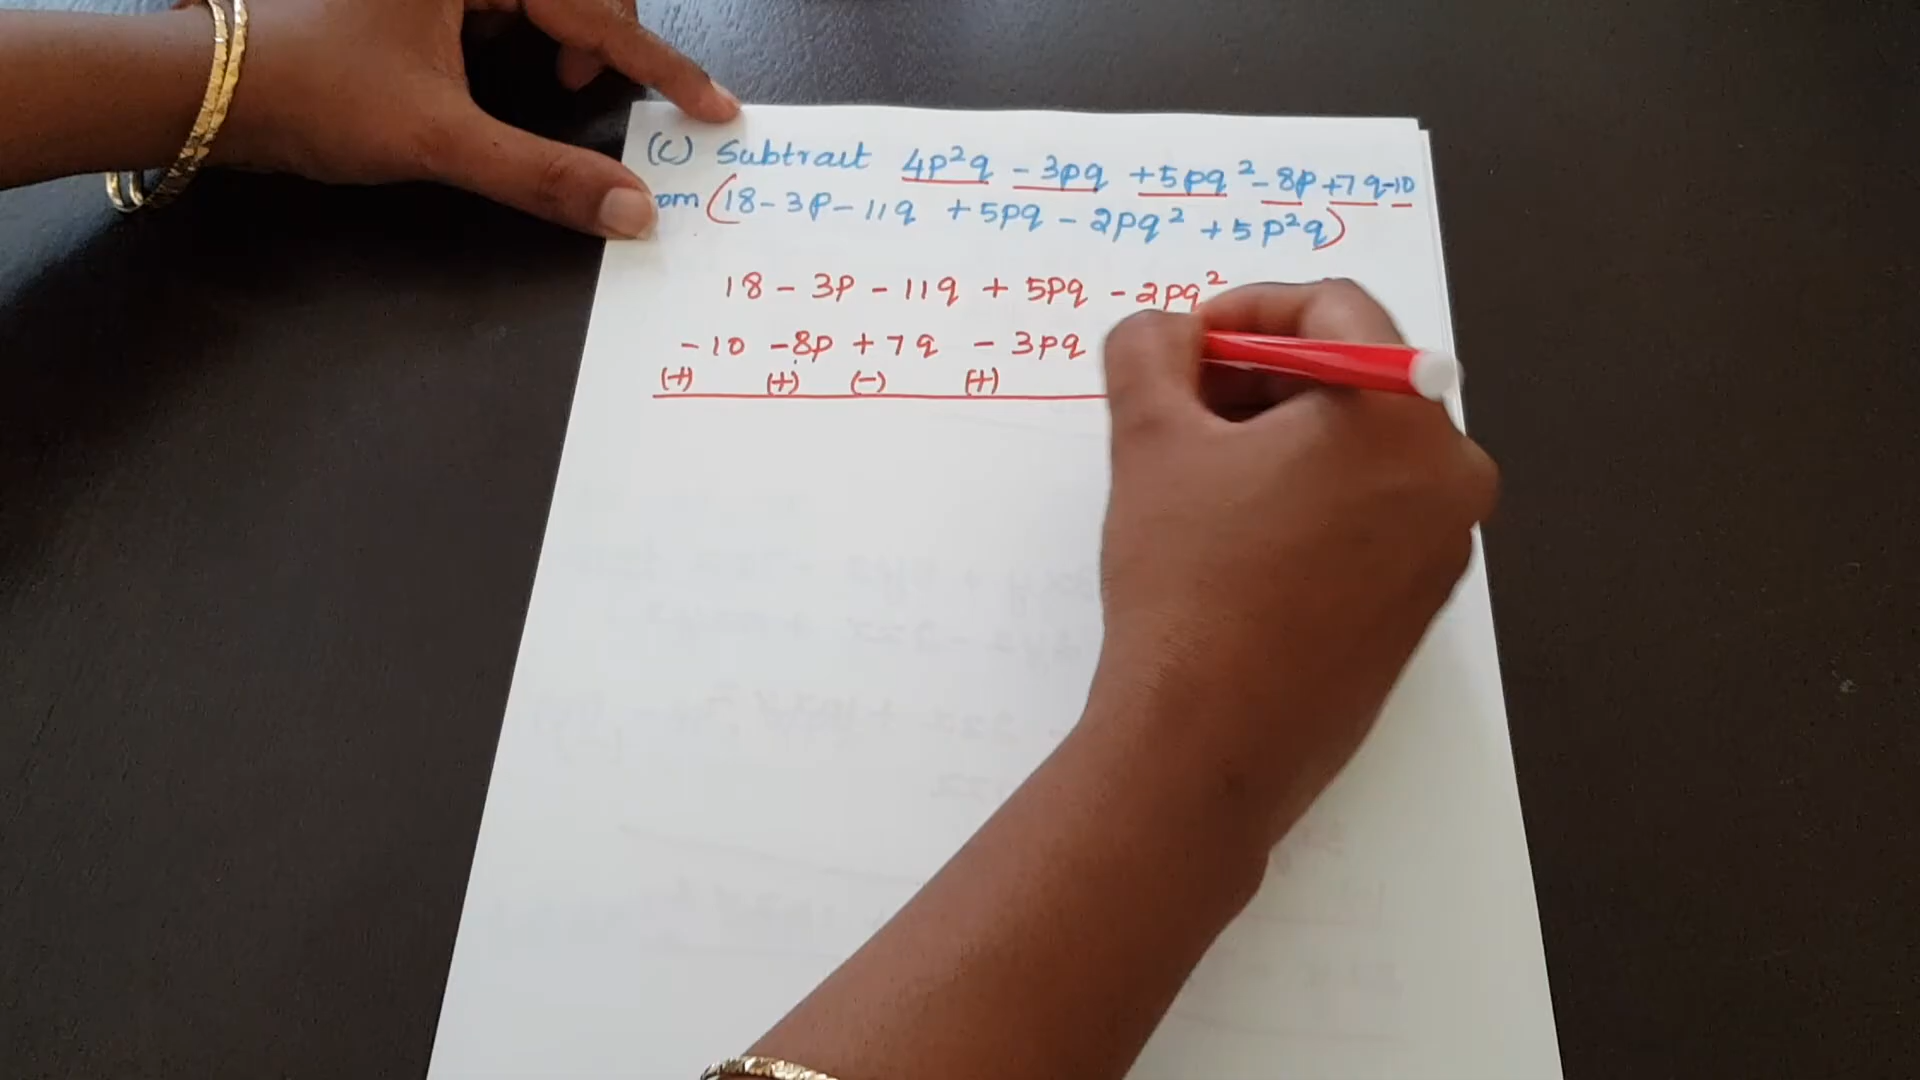 (c) Subtract 4p²q - 3pq + 5pq² - 8p + 7q - 10
om (18 - 3p - 11q + 5pq - 2pq² + 5p²q)
18 - 3p - 11q + 5pq - 2pq²
- 10 - 8p + 7q - 3pq
(+) (+) (-) (+)